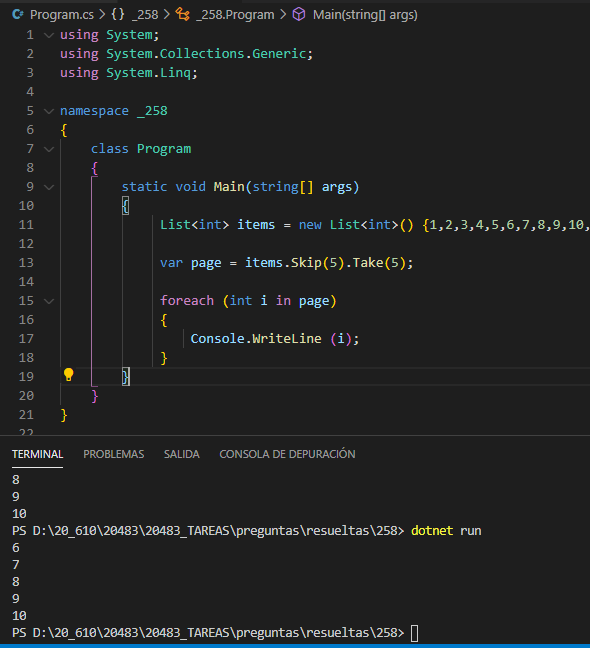 Program.cs > {} _258 > _258.Program > Main(string[] args)
1 using System;
2 using System.Collections.Generic;
3 using System.Linq;
4
5 namespace _258
6 {
7 class Program
8 {
9 static void Main(string[] args)
10 {
11 List<int> items = new List<int>() {1,2,3,4,5,6,7,8,9,10,
12
13 var page = items.Skip(5).Take(5);
14
15 foreach (int i in page)
16 {
17 Console.WriteLine (i);
18 }
19 }
20 }
21 }
22
TERMINAL PROBLEMAS SALIDA CONSOLA DE DEPURACIÓN
8
9
10
PS D:\20_610\20483\20483_TAREAS\preguntas\resueltas\258> dotnet run
6
7
8
9
10
PS D:\20_610\20483\20483_TAREAS\preguntas\resueltas\258>